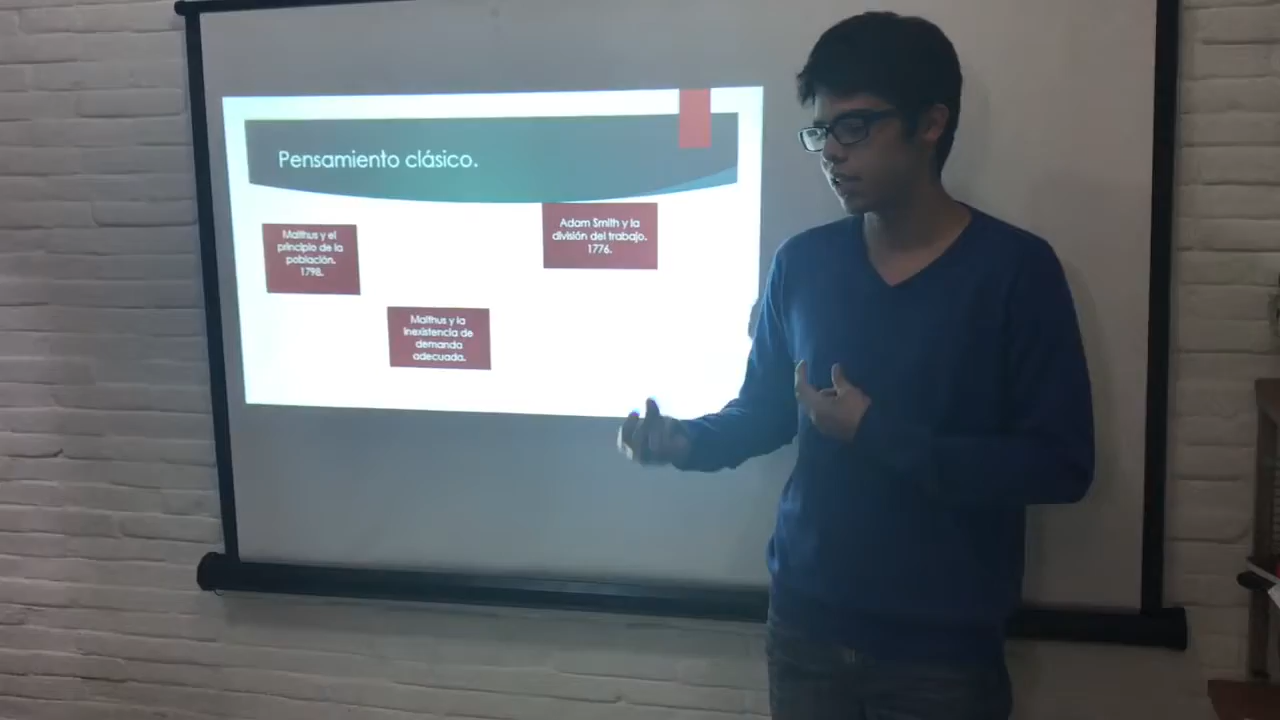 Pensamiento clásico.
Malthus y el
principio de la
población.
1798.
Adam Smith y la
división del trabajo.
1776.
Malthus y la
inexistencia de
demanda
adecuada.